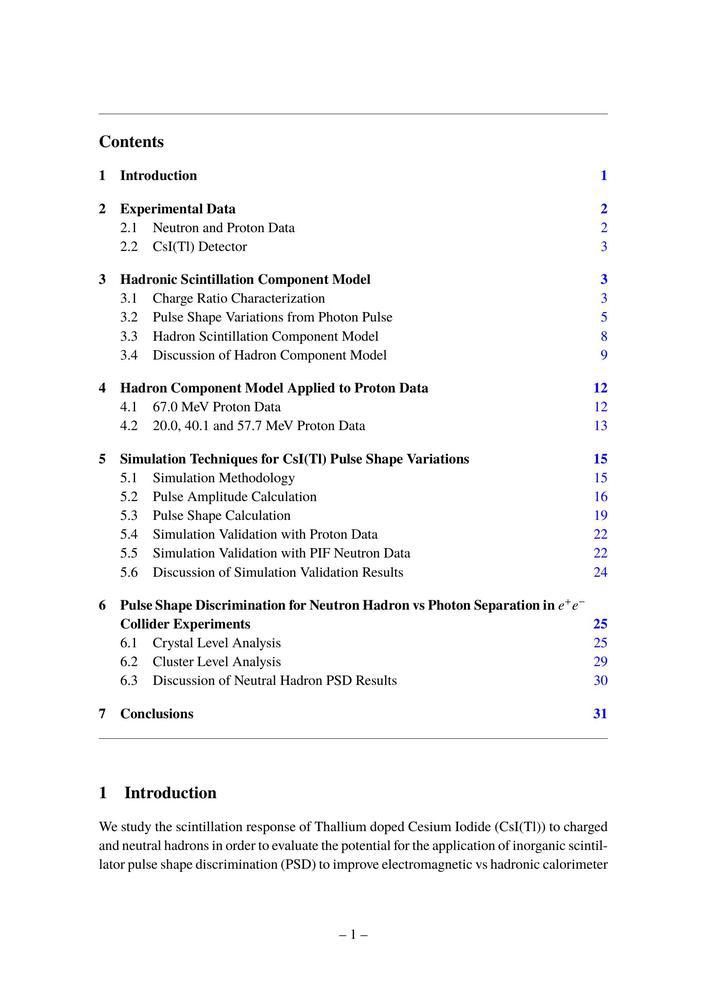 Contents
1 Introduction 1
2 Experimental Data 2
2.1 Neutron and Proton Data 2
2.2 CsI(Tl) Detector 3
3 Hadronic Scintillation Component Model 3
3.1 Charge Ratio Characterization 3
3.2 Pulse Shape Variations from Photon Pulse 5
3.3 Hadron Scintillation Component Model 8
3.4 Discussion of Hadron Component Model 9
4 Hadron Component Model Applied to Proton Data 12
4.1 67.0 MeV Proton Data 12
4.2 20.0, 40.1 and 57.7 MeV Proton Data 13
5 Simulation Techniques for CsI(Tl) Pulse Shape Variations 15
5.1 Simulation Methodology 15
5.2 Pulse Amplitude Calculation 16
5.3 Pulse Shape Calculation 19
5.4 Simulation Validation with Proton Data 22
5.5 Simulation Validation with PIF Neutron Data 22
5.6 Discussion of Simulation Validation Results 24
6 Pulse Shape Discrimination for Neutron Hadron vs Photon Separation in e⁺e⁻
Collider Experiments 25
6.1 Crystal Level Analysis 25
6.2 Cluster Level Analysis 29
6.3 Discussion of Neutral Hadron PSD Results 30
7 Conclusions 31
1 Introduction
We study the scintillation response of Thallium doped Cesium Iodide (CsI(Tl)) to charged
and neutral hadrons in order to evaluate the potential for the application of inorganic scintil-
lator pulse shape discrimination (PSD) to improve electromagnetic vs hadronic calorimeter
– 1 –